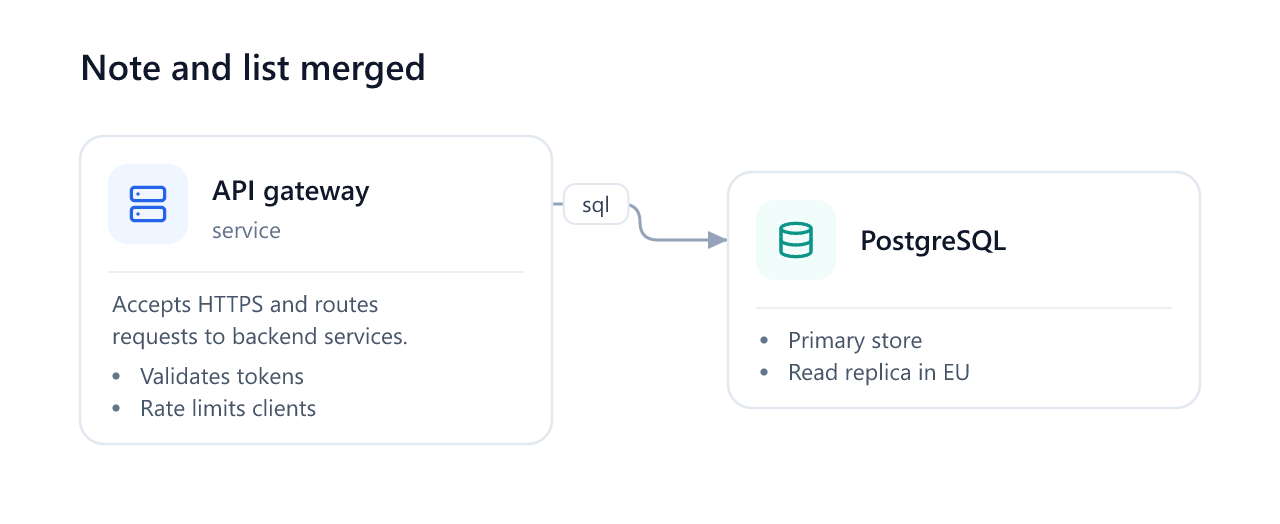 Note and list merged
API gateway
service
Accepts HTTPS and routes
requests to backend services.
• Validates tokens
• Rate limits clients
sql
PostgreSQL
• Primary store
• Read replica in EU